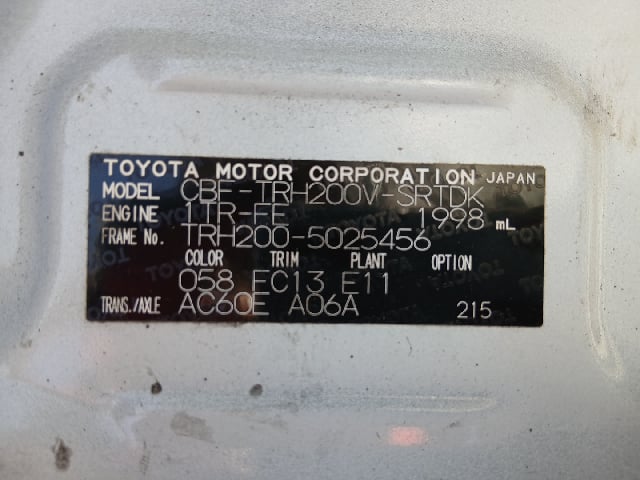 TOYOTA MOTOR CORPORATION JAPAN
MODEL CBF-TRH200V-SRTDK
ENGINE 1TR-FE 1998 mL
FRAME No. TRH200-5025456
COLOR TRIM PLANT OPTION
058 EC13 E11
TRANS./AXLE AC60E A06A 215